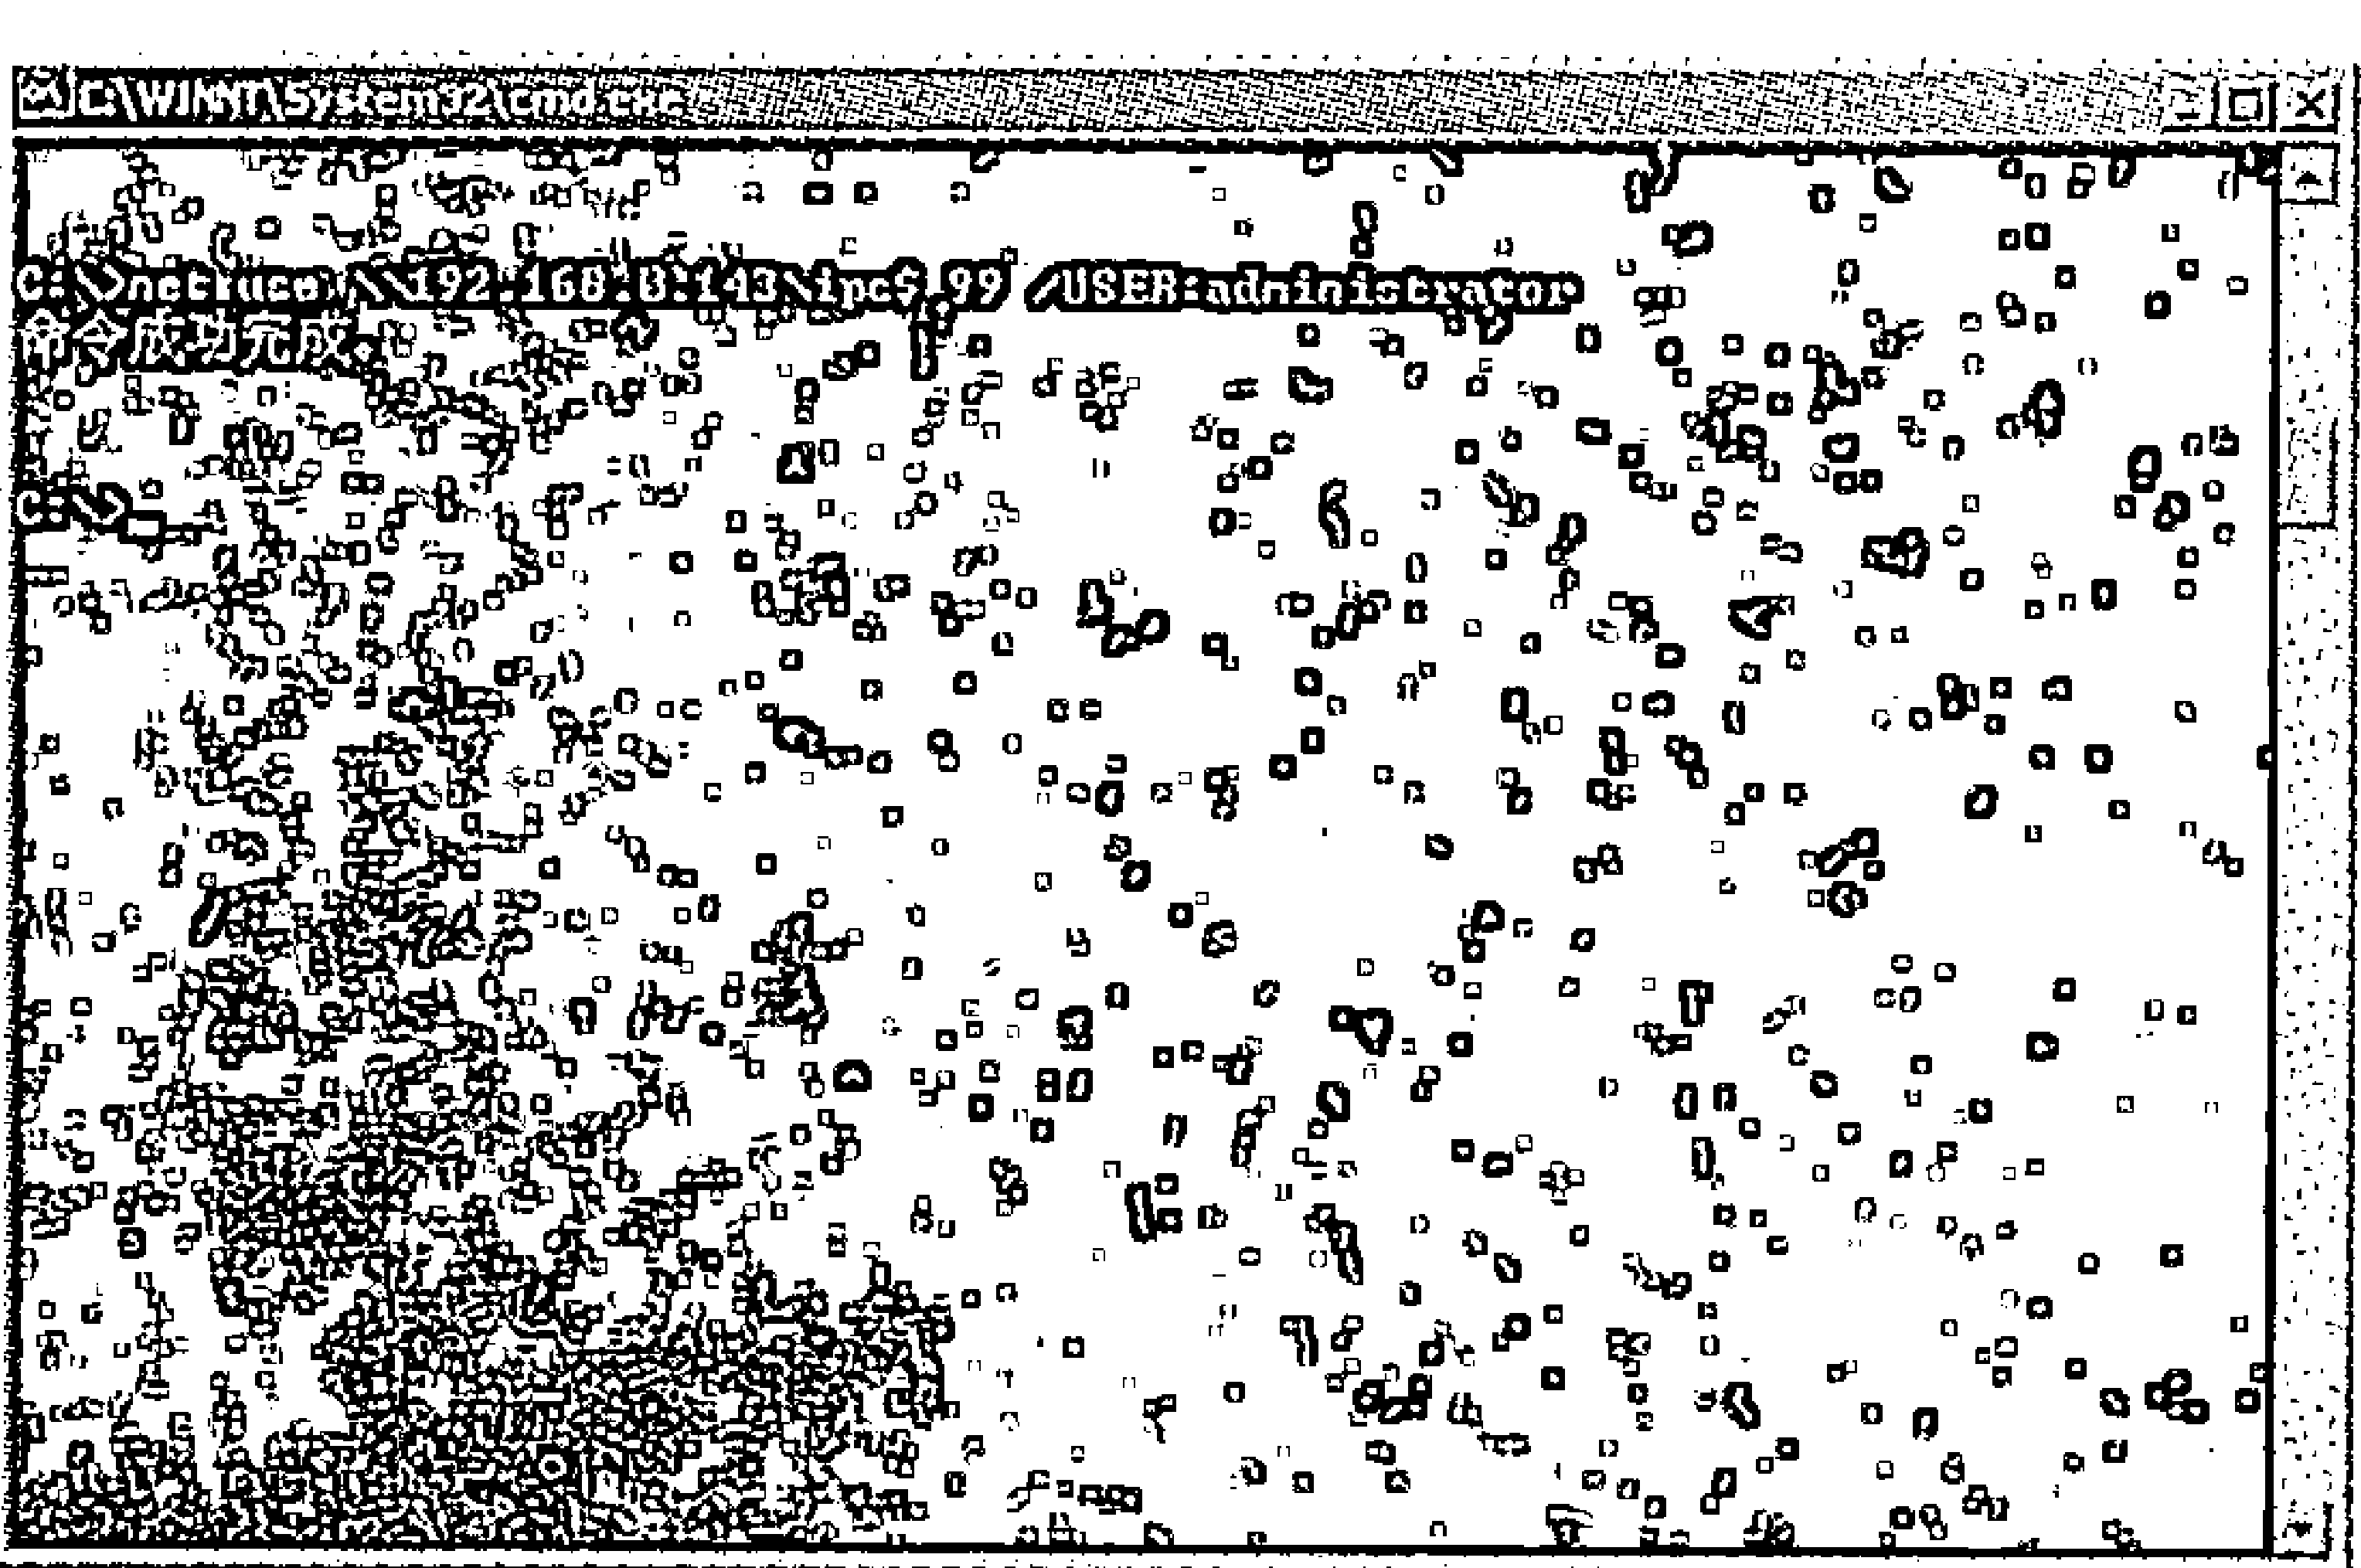 C:\WINNT\System32\cmd.exe
C:\>net use \\192.168.0.143\ipc$ 99 /USER:administrator
命令成功完成。
C:\>